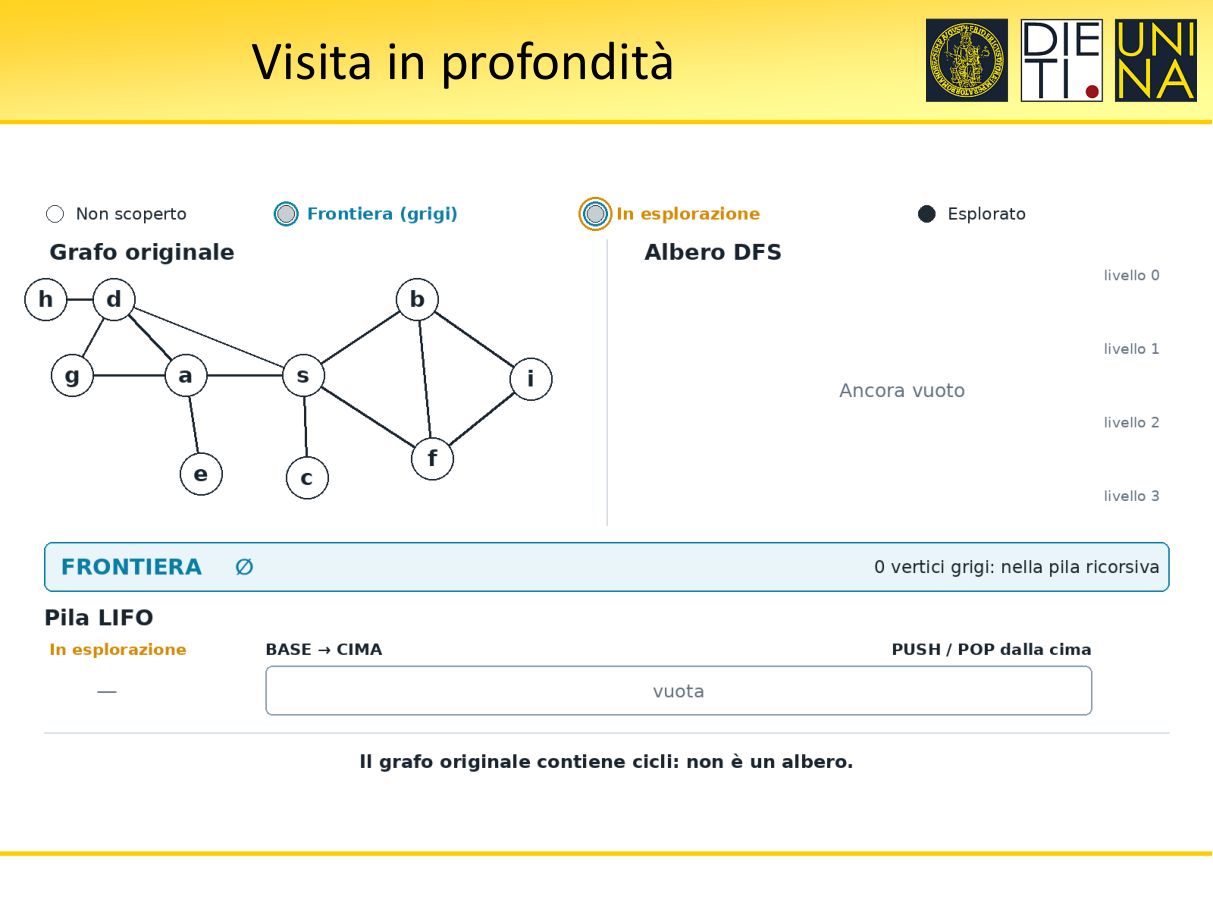 Visita in profondità
DIE
TI.
UNI
NA
Non scoperto
Frontiera (grigi)
In esplorazione
Esplorato
Grafo originale
Albero DFS
h
d
b
g
a
s
i
e
c
f
livello 0
livello 1
Ancora vuoto
livello 2
livello 3
FRONTIERA ∅
0 vertici grigi: nella pila ricorsiva
Pila LIFO
In esplorazione
BASE → CIMA
PUSH / POP dalla cima
—
vuota
Il grafo originale contiene cicli: non è un albero.